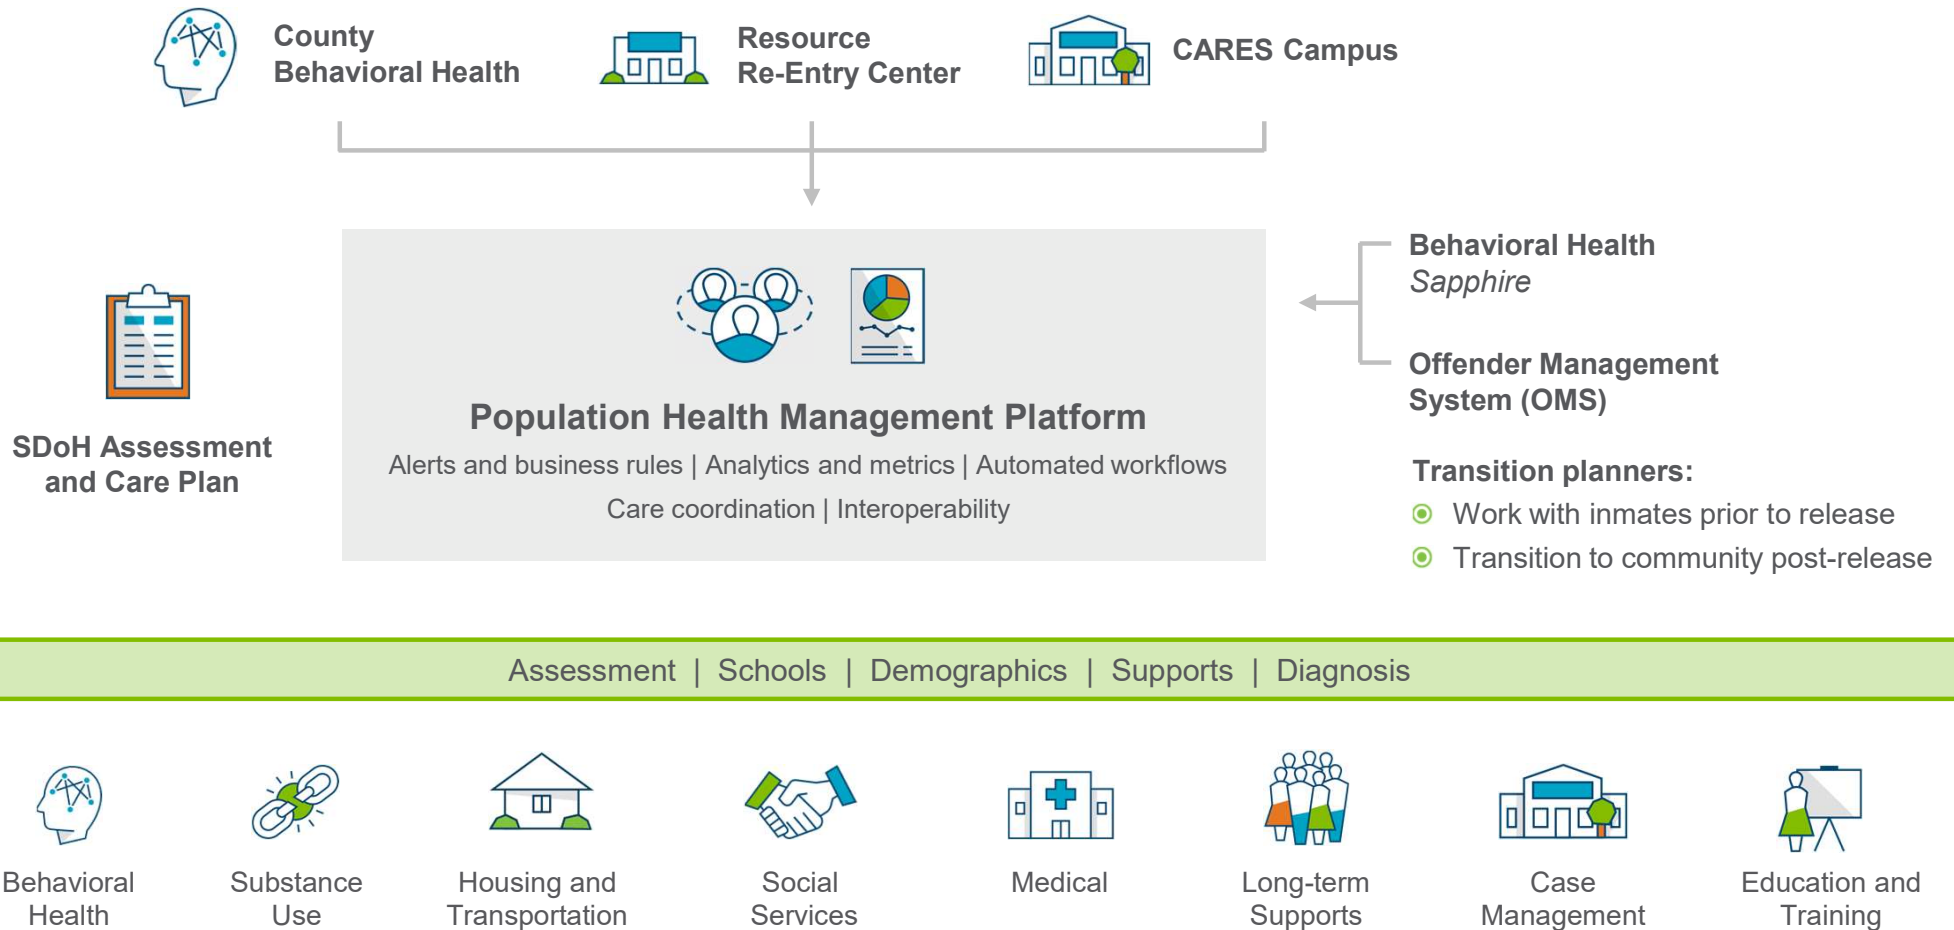 County
Behavioral Health
Resource
Re-Entry Center
CARES Campus
SDoH Assessment
and Care Plan
Population Health Management Platform
Alerts and business rules | Analytics and metrics | Automated workflows
Care coordination | Interoperability
Behavioral Health
Sapphire
Offender Management
System (OMS)
Transition planners:
Work with inmates prior to release
Transition to community post-release
Assessment | Schools | Demographics | Supports | Diagnosis
Behavioral
Health
Substance
Use
Housing and
Transportation
Social
Services
Medical
Long-term
Supports
Case
Management
Education and
Training